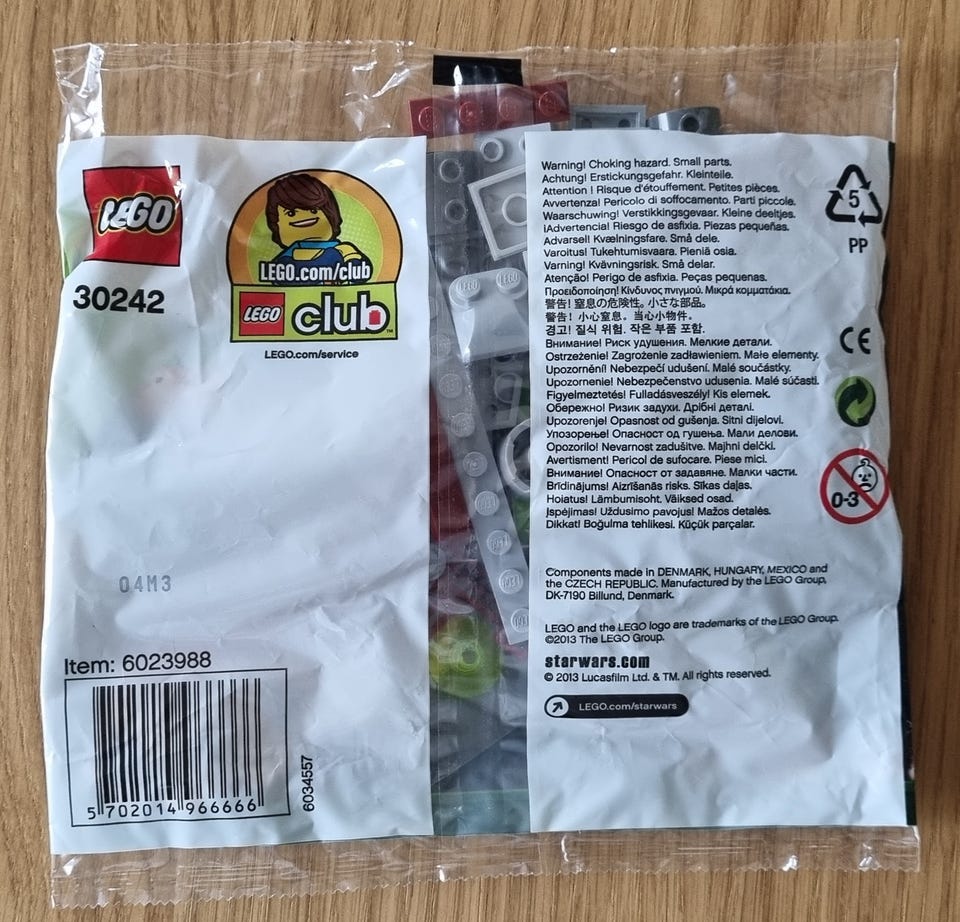 LEGO
LEGO.com/club
LEGO club™
LEGO.com/service
30242
04M3
Item: 6023988
5 702014 966666
6034557
Warning! Choking hazard. Small parts.
Achtung! Erstickungsgefahr. Kleinteile.
Attention ! Risque d'étouffement. Petites pièces.
Avvertenza! Pericolo di soffocamento. Parti piccole.
Waarschuwing! Verstikkingsgevaar. Kleine deeltjes.
¡Advertencia! Riesgo de asfixia. Piezas pequeñas.
Advarsel! Kvælningsfare. Små dele.
Varoitus! Tukehtumisvaara. Pieniä osia.
Varning! Kvävningsrisk. Små delar.
Atenção! Perigo de asfixia. Peças pequenas.
Προειδοποίηση! Κίνδυνος πνιγμού. Μικρά κομματάκια.
警告! 窒息の危険性。小さな部品。
警告! 小心窒息。当心小物件。
경고! 질식 위험. 작은 부품 포함.
Внимание! Риск удушения. Мелкие детали.
Ostrzeżenie! Zagrożenie zadławieniem. Małe elementy.
Upozornění! Nebezpečí udušení. Malé součástky.
Upozornenie! Nebezpečenstvo udusenia. Malé súčasti.
Figyelmeztetés! Fulladásveszély! Kis elemek.
Обережно! Ризик задухи. Дрібні деталі.
Upozorenje! Opasnost od gušenja. Sitni dijelovi.
Упозорење! Опасност од гушења. Мали делови.
Opozorilo! Nevarnost zadušitve. Majhni delčki.
Avertisment! Pericol de sufocare. Piese mici.
Внимание! Опасност от задавяне. Малки части.
Brīdinājums! Aizrīšanās risks. Sīkas daļas.
Hoiatus! Lämbumisoht. Väiksed osad.
Įspėjimas! Uždusimo pavojus! Mažos detalės.
Dikkat! Boğulma tehlikesi. Küçük parçalar.
5
PP
CE
0-3
Components made in DENMARK, HUNGARY, MEXICO and
the CZECH REPUBLIC. Manufactured by the LEGO Group,
DK-7190 Billund, Denmark.
LEGO and the LEGO logo are trademarks of the LEGO Group.
©2013 The LEGO Group.
starwars.com
© 2013 Lucasfilm Ltd. & TM. All rights reserved.
LEGO.com/starwars